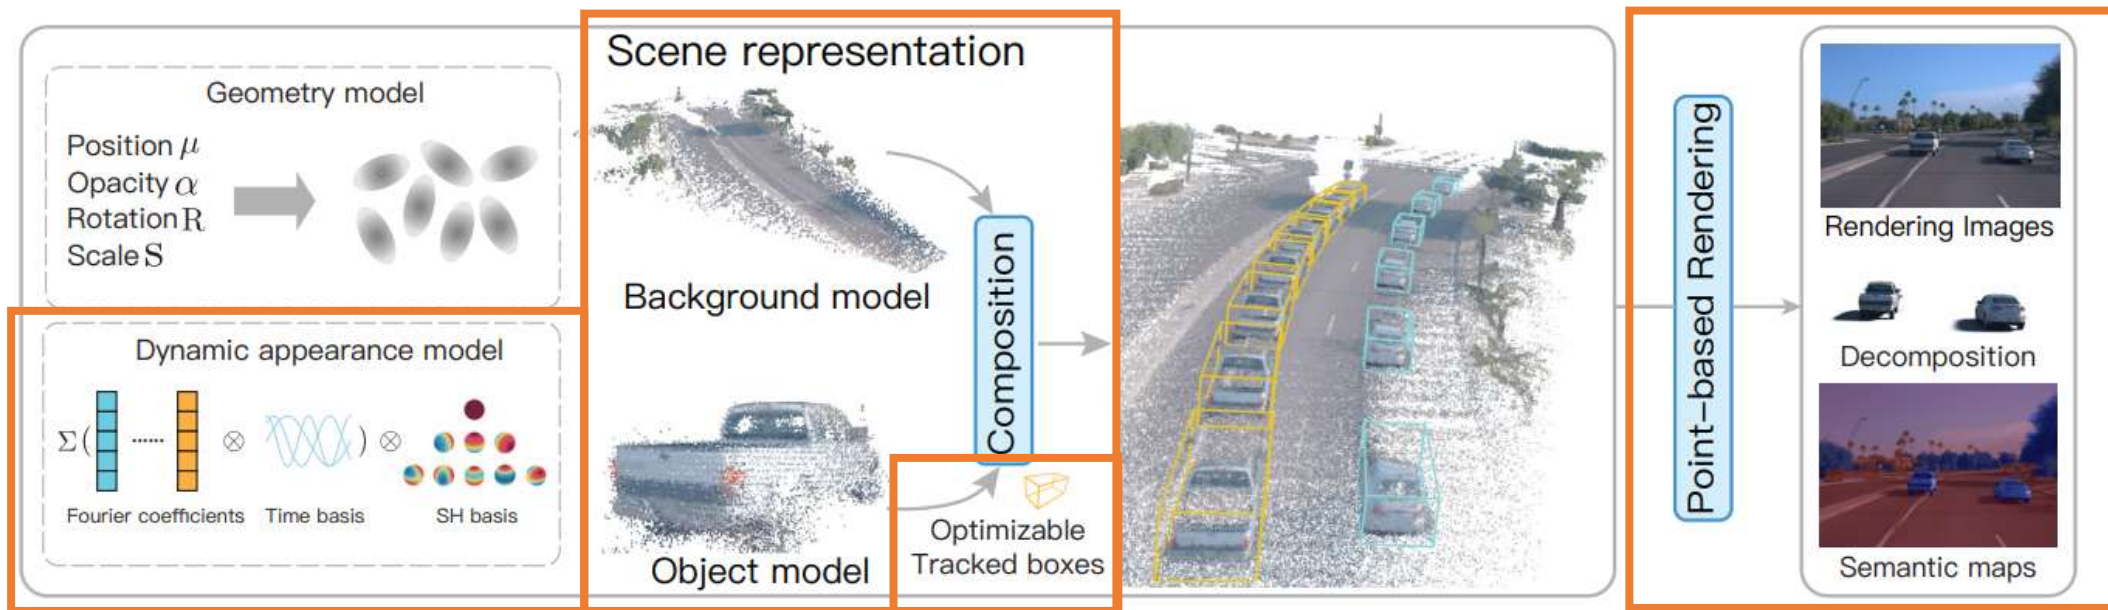 Geometry model
Position μ
Opacity α
Rotation R
Scale S
Dynamic appearance model
Σ( ...... ⊗ ) ⊗
Fourier coefficients
Time basis
SH basis
Scene representation
Background model
Object model
Composition
Optimizable
Tracked boxes
Point-based Rendering
Rendering Images
Decomposition
Semantic maps